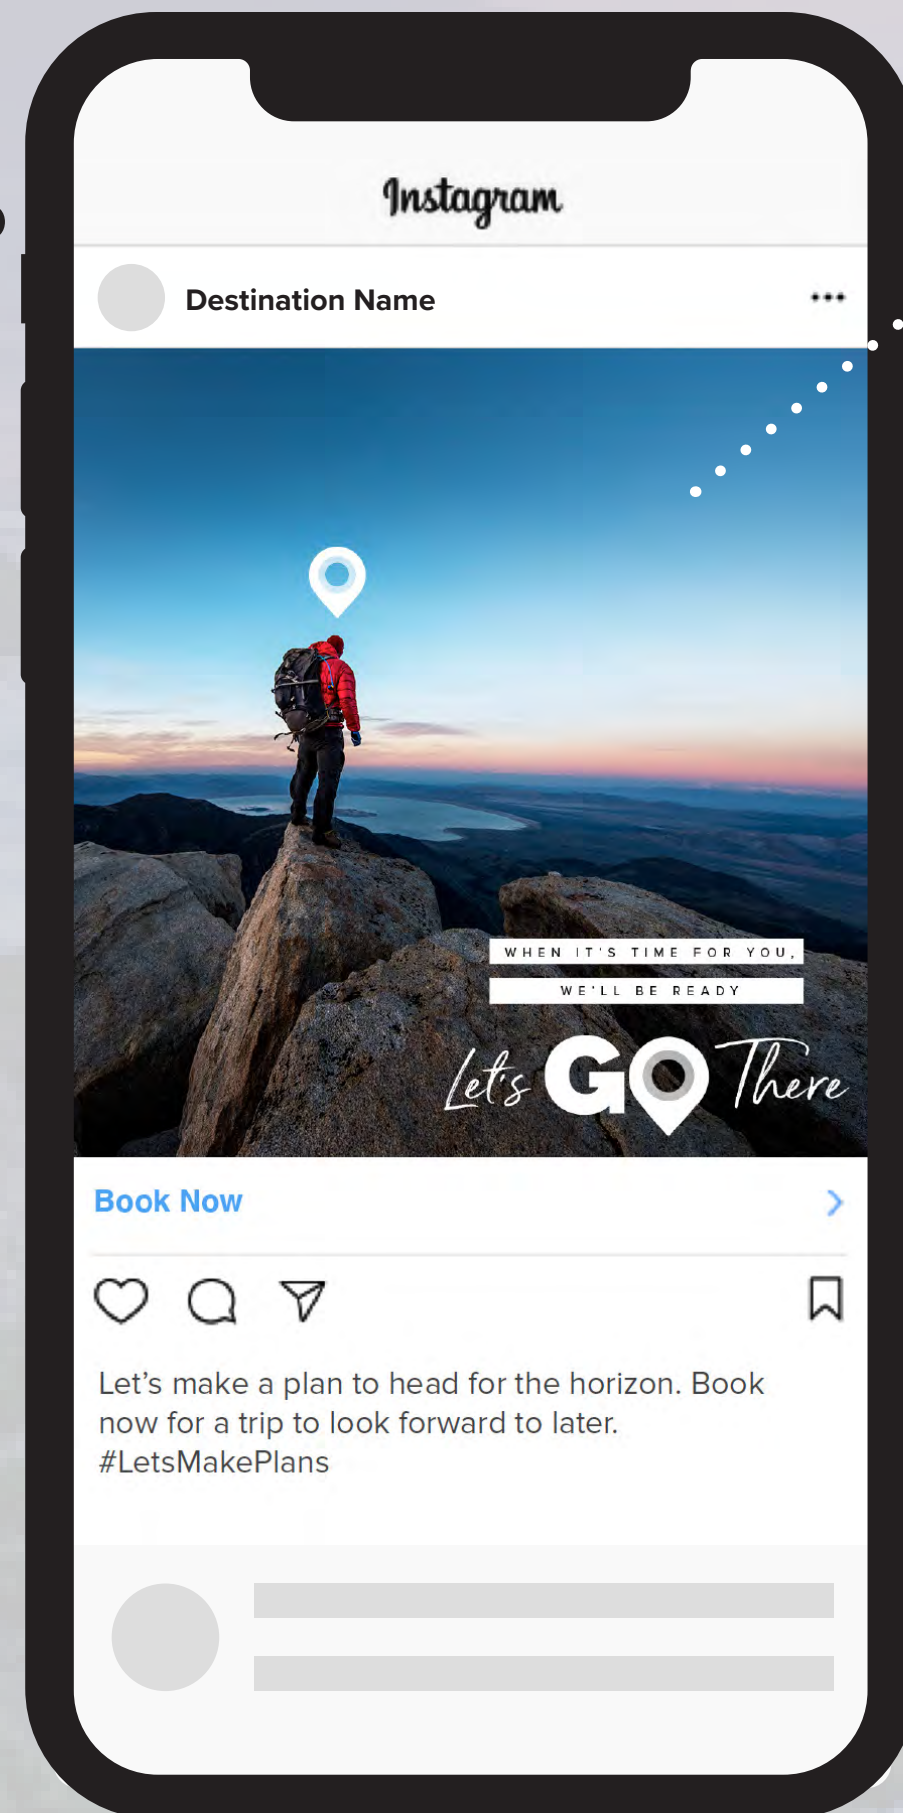 Instagram
Destination Name
WHEN IT'S TIME FOR YOU,
WE'LL BE READY
Let's GO There
Book Now
Let’s make a plan to head for the horizon. Book
now for a trip to look forward to later.
#LetsMakePlans